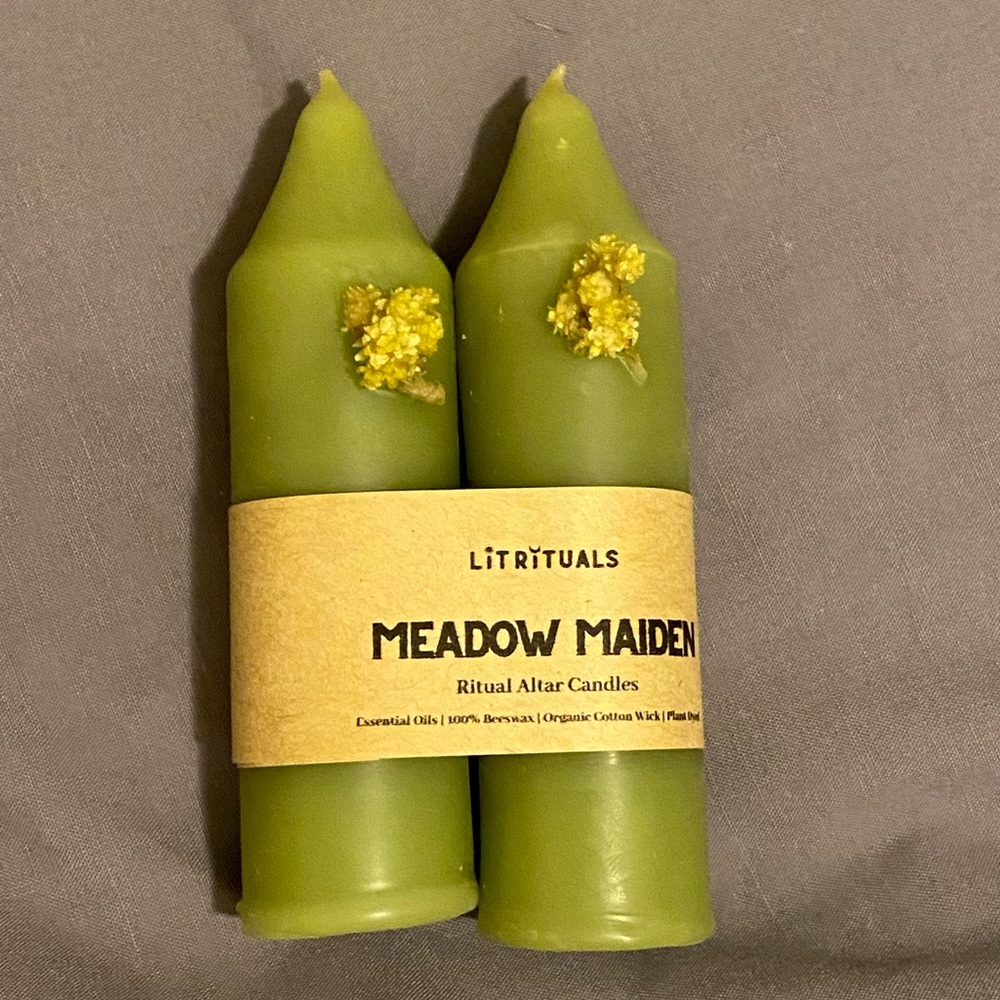 LiTRiTUALS
MEADOW MAIDEN
Ritual Altar Candles
Essential Oils | 100% Beeswax | Organic Cotton Wick | Plant